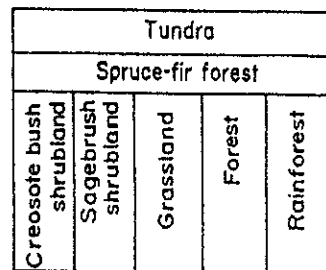 Tundra
Spruce-fir forest
Creosote bush
shrubland
Sagebrush
shrubland
Grassland
Forest
Rainforest